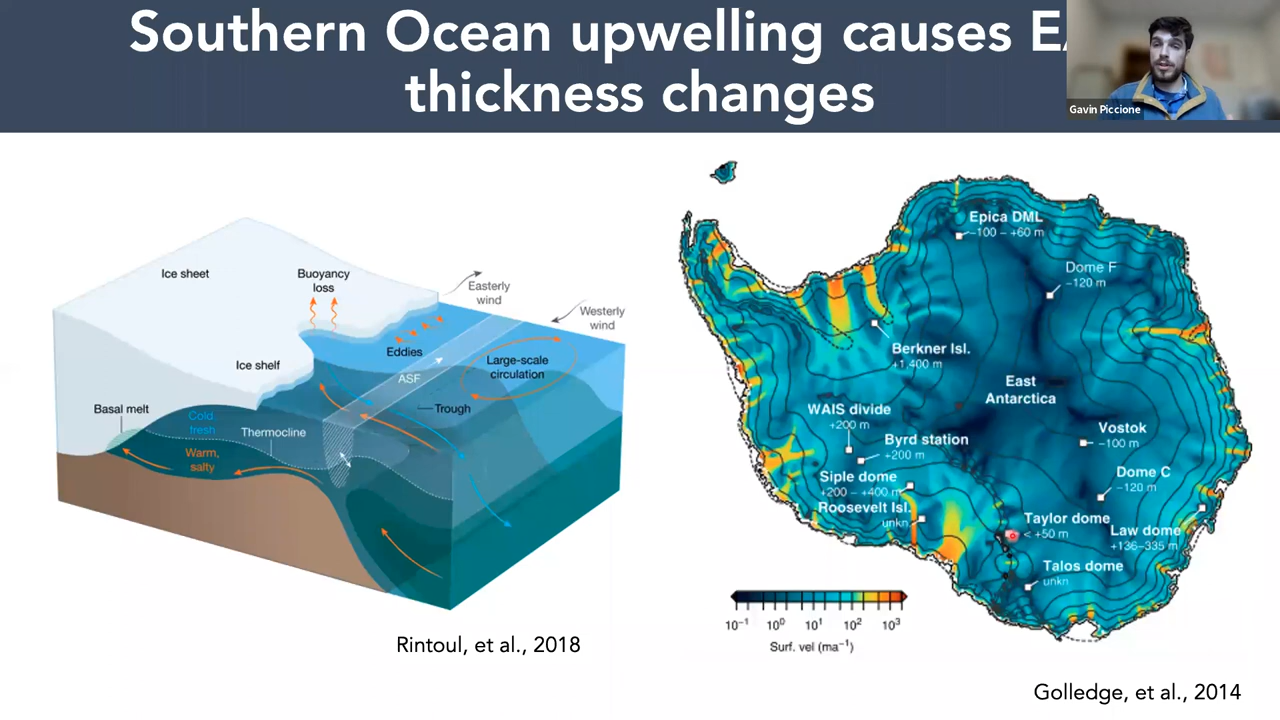 Southern Ocean upwelling causes
thickness changes
Gavin Piccione
Ice sheet
Buoyancy
loss
Easterly
wind
Westerly
wind
Eddies
Large-scale
circulation
Ice shelf
ASF
Trough
Basal melt
Cold
fresh
Thermocline
Warm,
salty
Rintoul, et al., 2018
Epica DML
-100 – +60 m
Dome F
-120 m
Berkner Isl.
+1,400 m
East
Antarctica
WAIS divide
+200 m
Byrd station
+200 m
Vostok
-100 m
Siple dome
+200 – +400 m
Dome C
-120 m
Roosevelt Isl.
unkn
Taylor dome
< +50 m
Law dome
+136–335 m
Talos dome
unkn
10⁻¹ 10⁰ 10¹ 10² 10³
Surf. vel (ma⁻¹)
Golledge, et al., 2014